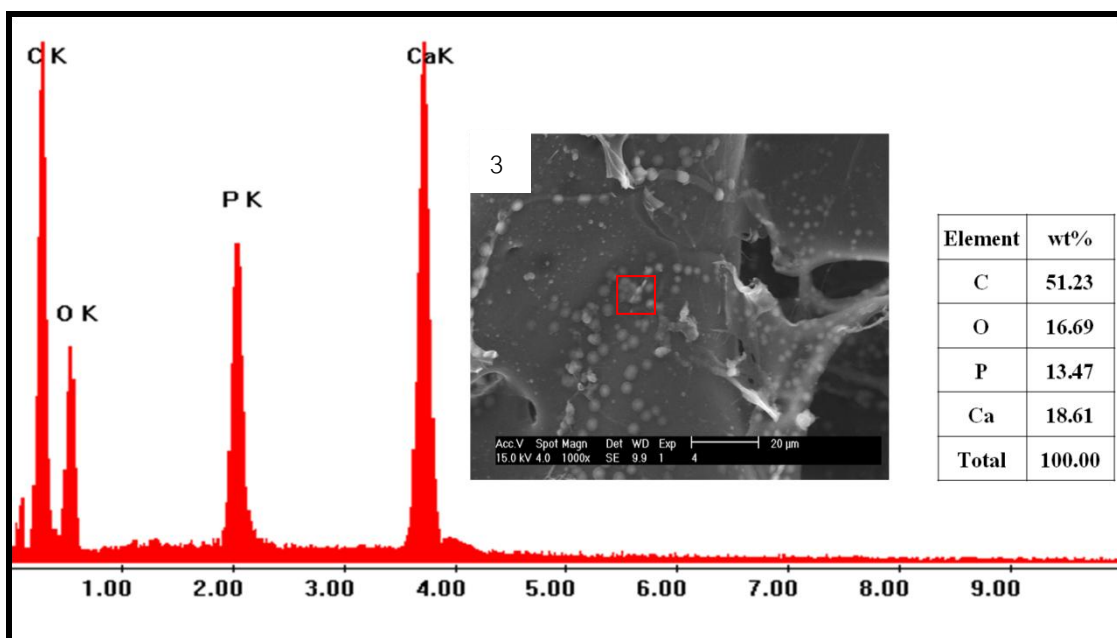 C K
CaK
P K
O K
3
Acc.V Spot Magn Det WD Exp 20 µm
15.0 kV 4.0 1000x SE 9.9 1 4
Element wt%
C 51.23
O 16.69
P 13.47
Ca 18.61
Total 100.00
1.00 2.00 3.00 4.00 5.00 6.00 7.00 8.00 9.00